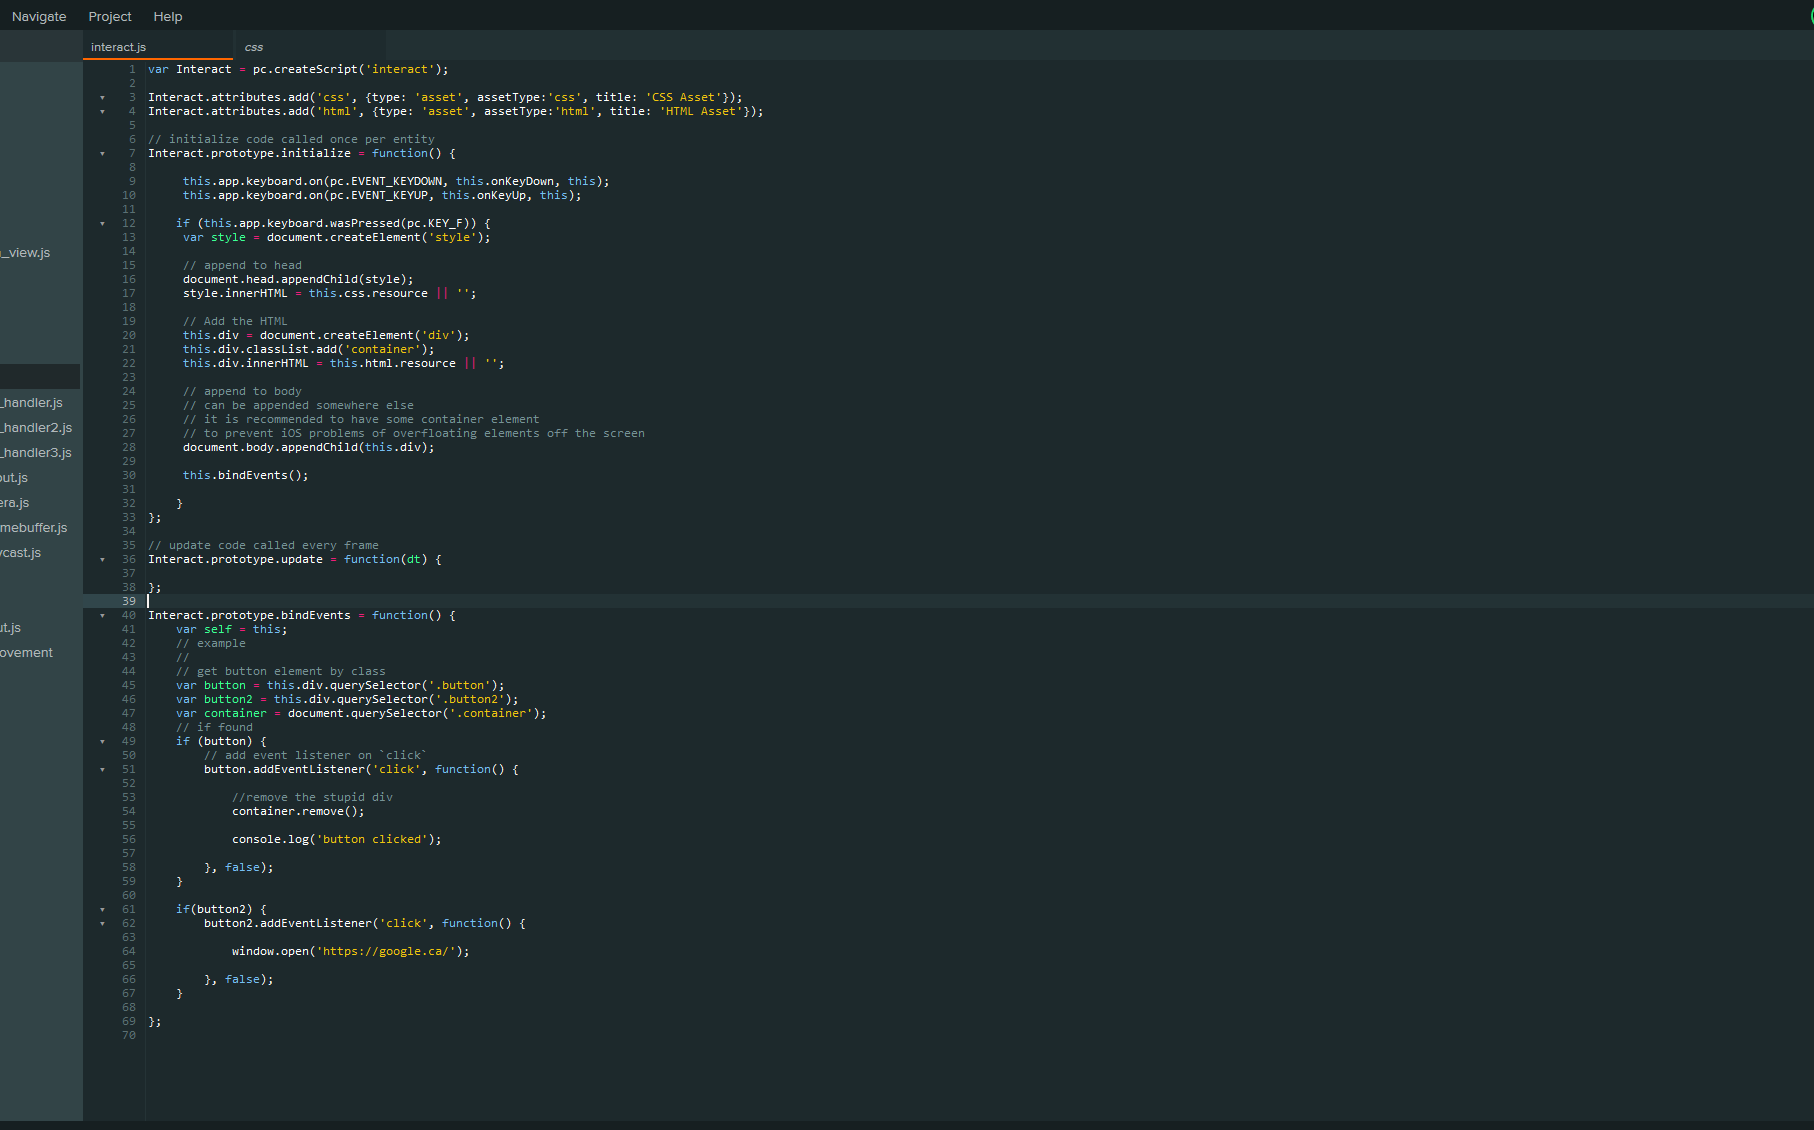 Navigate Project Help
interact.js css
_view.js
_handler.js
_handler2.js
_handler3.js
out.js
era.js
mebuffer.js
ycast.js
ut.js
ovement
1 var Interact = pc.createScript('interact');
2
3 Interact.attributes.add('css', {type: 'asset', assetType:'css', title: 'CSS Asset'});
4 Interact.attributes.add('html', {type: 'asset', assetType:'html', title: 'HTML Asset'});
5
6 // initialize code called once per entity
7 Interact.prototype.initialize = function() {
8
9 this.app.keyboard.on(pc.EVENT_KEYDOWN, this.onKeyDown, this);
10 this.app.keyboard.on(pc.EVENT_KEYUP, this.onKeyUp, this);
11
12 if (this.app.keyboard.wasPressed(pc.KEY_F)) {
13 var style = document.createElement('style');
14
15 // append to head
16 document.head.appendChild(style);
17 style.innerHTML = this.css.resource || '';
18
19 // Add the HTML
20 this.div = document.createElement('div');
21 this.div.classList.add('container');
22 this.div.innerHTML = this.html.resource || '';
23
24 // append to body
25 // can be appended somewhere else
26 // it is recommended to have some container element
27 // to prevent iOS problems of overfloating elements off the screen
28 document.body.appendChild(this.div);
29
30 this.bindEvents();
31
32 }
33 };
34
35 // update code called every frame
36 Interact.prototype.update = function(dt) {
37
38 };
39
40 Interact.prototype.bindEvents = function() {
41 var self = this;
42 // example
43 //
44 // get button element by class
45 var button = this.div.querySelector('.button');
46 var button2 = this.div.querySelector('.button2');
47 var container = document.querySelector('.container');
48 // if found
49 if (button) {
50 // add event listener on `click`
51 button.addEventListener('click', function() {
52
53 //remove the stupid div
54 container.remove();
55
56 console.log('button clicked');
57
58 }, false);
59 }
60
61 if(button2) {
62 button2.addEventListener('click', function() {
63
64 window.open('https://google.ca/');
65
66 }, false);
67 }
68
69 };
70